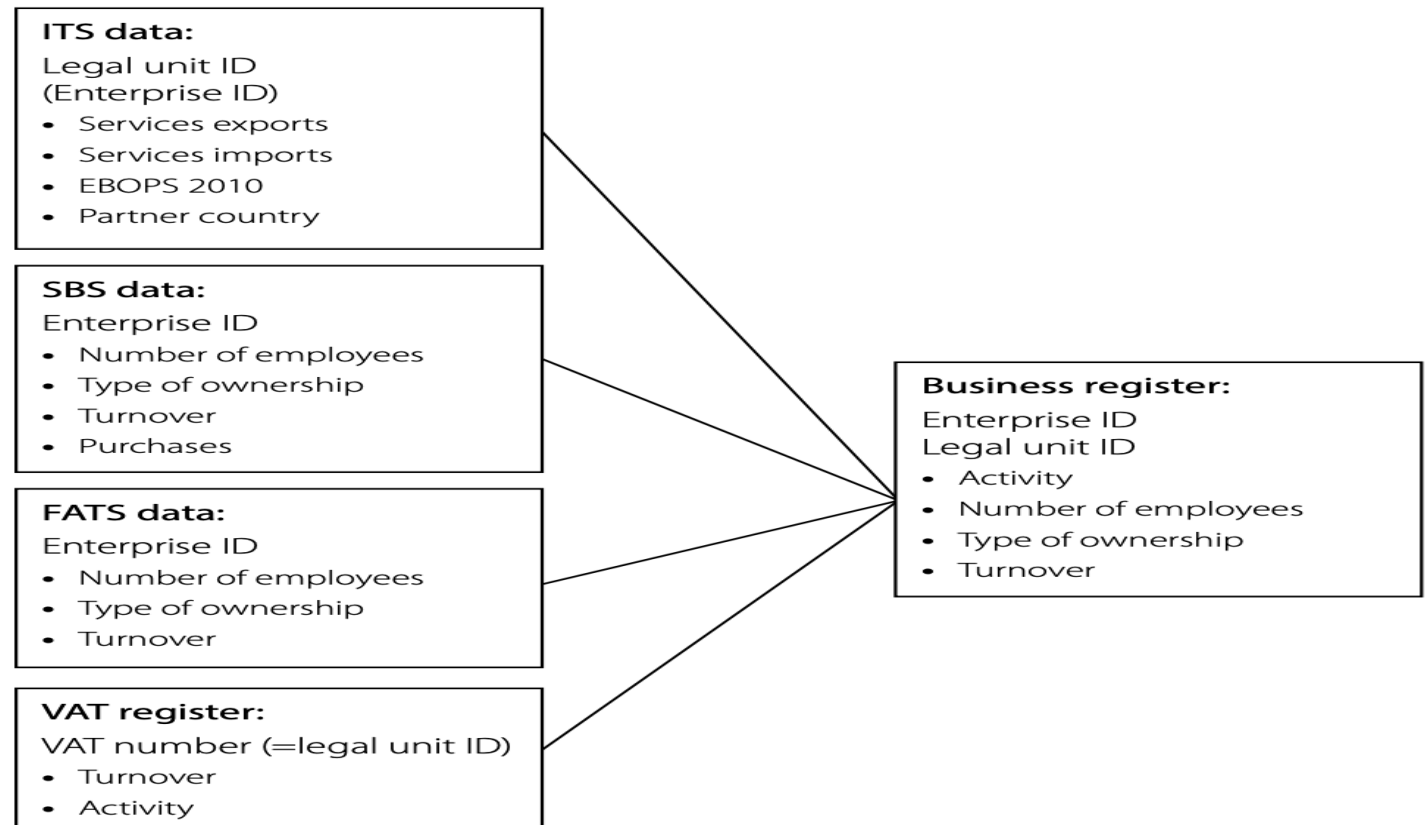 ITS data:
Legal unit ID
(Enterprise ID)
• Services exports
• Services imports
• EBOPS 2010
• Partner country
SBS data:
Enterprise ID
• Number of employees
• Type of ownership
• Turnover
• Purchases
FATS data:
Enterprise ID
• Number of employees
• Type of ownership
• Turnover
VAT register:
VAT number (=legal unit ID)
• Turnover
• Activity
Business register:
Enterprise ID
Legal unit ID
• Activity
• Number of employees
• Type of ownership
• Turnover